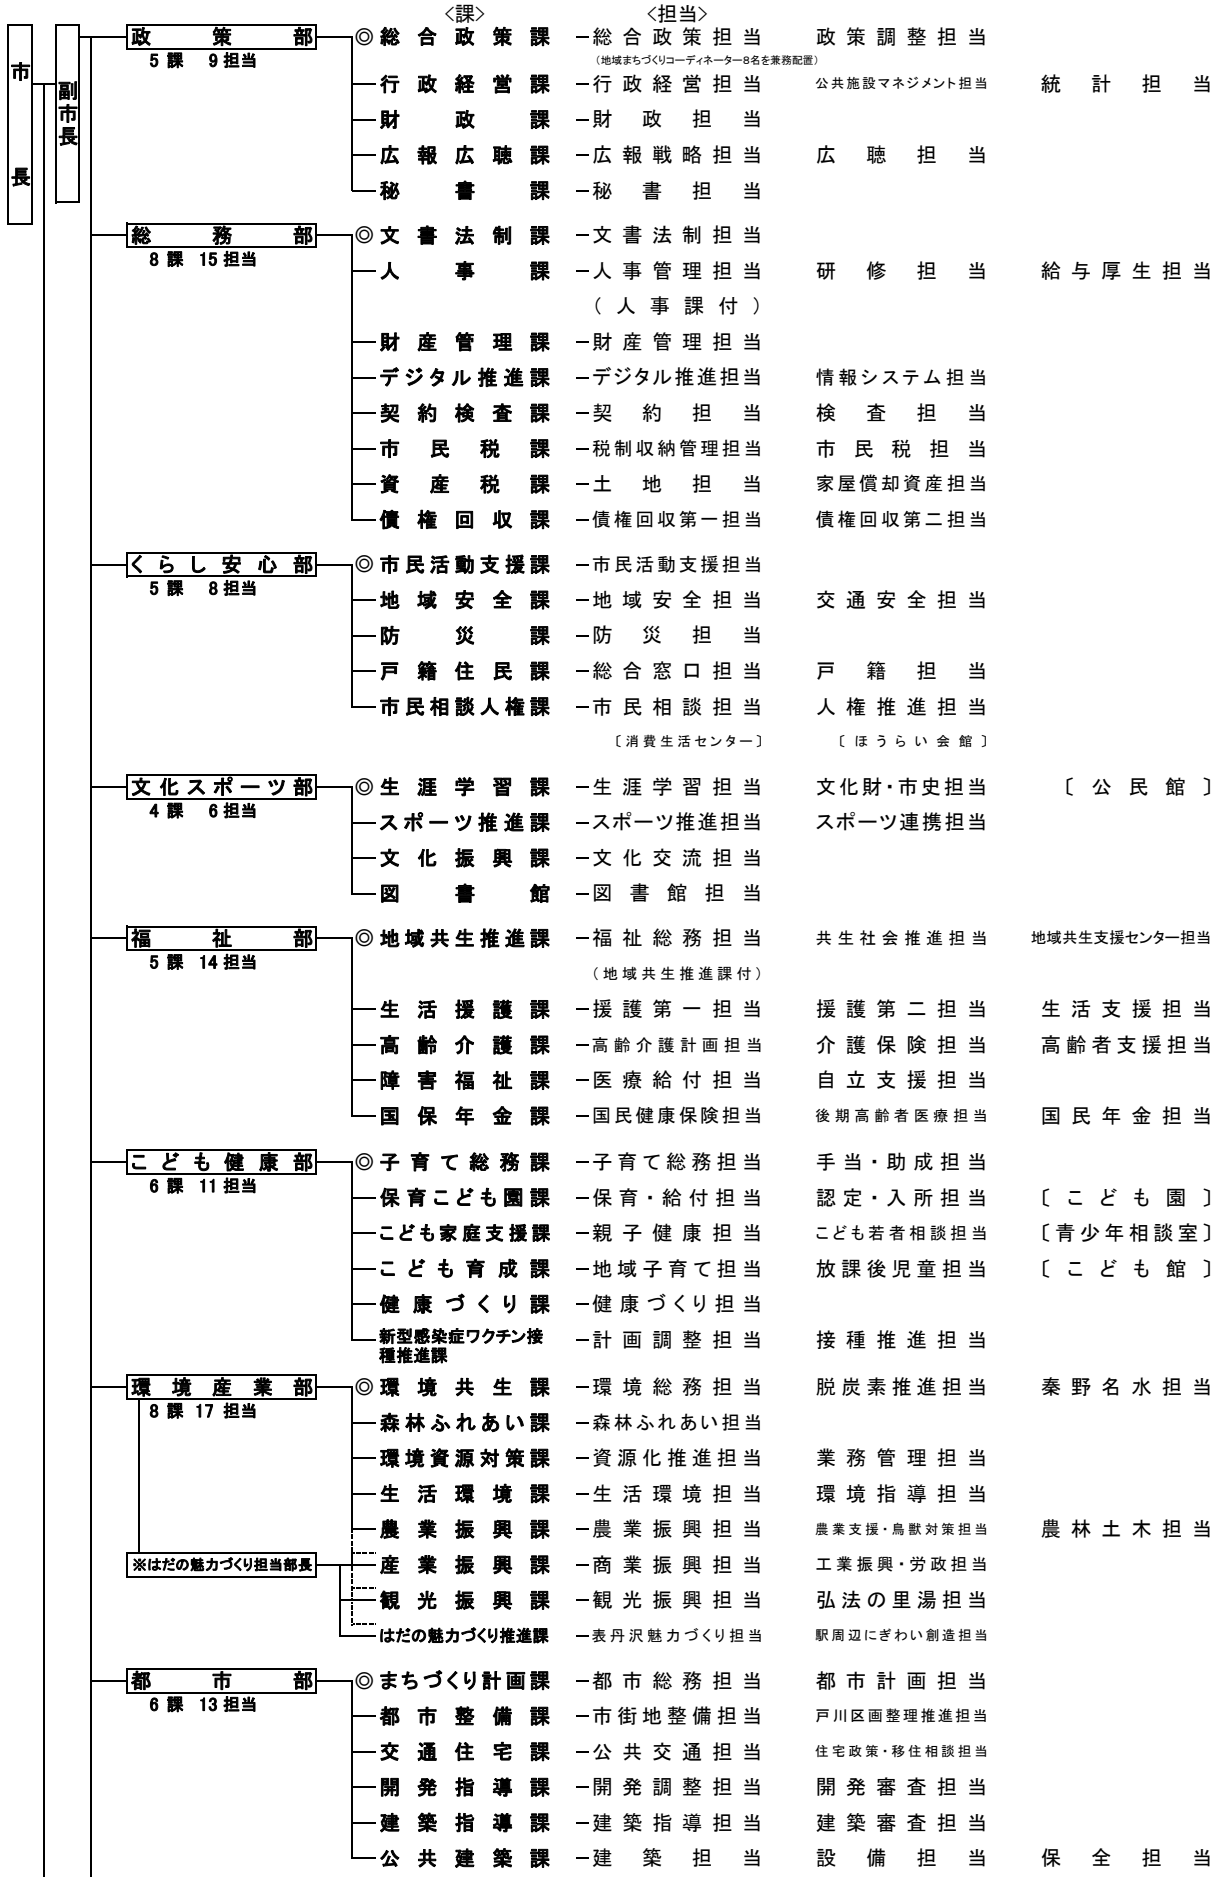 〈課〉 〈担当〉
市長
副市長
政策部 ◎総合政策課 －総合政策担当 政策調整担当
5課 9担当 （地域まちづくりコーディネーター8名を兼務配置）
行政経営課 －行政経営担当 公共施設マネジメント担当 統計担当
財政課 －財政担当
広報広聴課 －広報戦略担当 広聴担当
秘書課 －秘書担当
総務部 ◎文書法制課 －文書法制担当
8課 15担当
人事課 －人事管理担当 研修担当 給与厚生担当
（人事課付）
財産管理課 －財産管理担当
デジタル推進課 －デジタル推進担当 情報システム担当
契約検査課 －契約担当 検査担当
市民税課 －税制収納管理担当 市民税担当
資産税課 －土地担当 家屋償却資産担当
債権回収課 －債権回収第一担当 債権回収第二担当
くらし安心部 ◎市民活動支援課 －市民活動支援担当
5課 8担当
地域安全課 －地域安全担当 交通安全担当
防災課 －防災担当
戸籍住民課 －総合窓口担当 戸籍担当
市民相談人権課 －市民相談担当 人権推進担当
〔消費生活センター〕 〔ほうらい会館〕
文化スポーツ部 ◎生涯学習課 －生涯学習担当 文化財・市史担当 〔公民館〕
4課 6担当
スポーツ推進課 －スポーツ推進担当 スポーツ連携担当
文化振興課 －文化交流担当
図書館 －図書館担当
福祉部 ◎地域共生推進課 －福祉総務担当 共生社会推進担当 地域共生支援センター担当
5課 14担当
（地域共生推進課付）
生活援護課 －援護第一担当 援護第二担当 生活支援担当
高齢介護課 －高齢介護計画担当 介護保険担当 高齢者支援担当
障害福祉課 －医療給付担当 自立支援担当
国保年金課 －国民健康保険担当 後期高齢者医療担当 国民年金担当
こども健康部 ◎子育て総務課 －子育て総務担当 手当・助成担当
6課 11担当
保育こども園課 －保育・給付担当 認定・入所担当 〔こども園〕
こども家庭支援課 －親子健康担当 こども若者相談担当 〔青少年相談室〕
こども育成課 －地域子育て担当 放課後児童担当 〔こども館〕
健康づくり課 －健康づくり担当
新型感染症ワクチン接
種推進課 －計画調整担当 接種推進担当
環境産業部 ◎環境共生課 －環境総務担当 脱炭素推進担当 秦野名水担当
8課 17担当
森林ふれあい課 －森林ふれあい担当
環境資源対策課 －資源化推進担当 業務管理担当
生活環境課 －生活環境担当 環境指導担当
農業振興課 －農業振興担当 農業支援・鳥獣対策担当 農林土木担当
※はだの魅力づくり担当部長 産業振興課 －商業振興担当 工業振興・労政担当
観光振興課 －観光振興担当 弘法の里湯担当
はだの魅力づくり推進課 －表丹沢魅力づくり担当 駅周辺にぎわい創造担当
都市部 ◎まちづくり計画課 －都市総務担当 都市計画担当
6課 13担当
都市整備課 －市街地整備担当 戸川区画整理推進担当
交通住宅課 －公共交通担当 住宅政策・移住相談担当
開発指導課 －開発調整担当 開発審査担当
建築指導課 －建築指導担当 建築審査担当
公共建築課 －建築担当 設備担当 保全担当